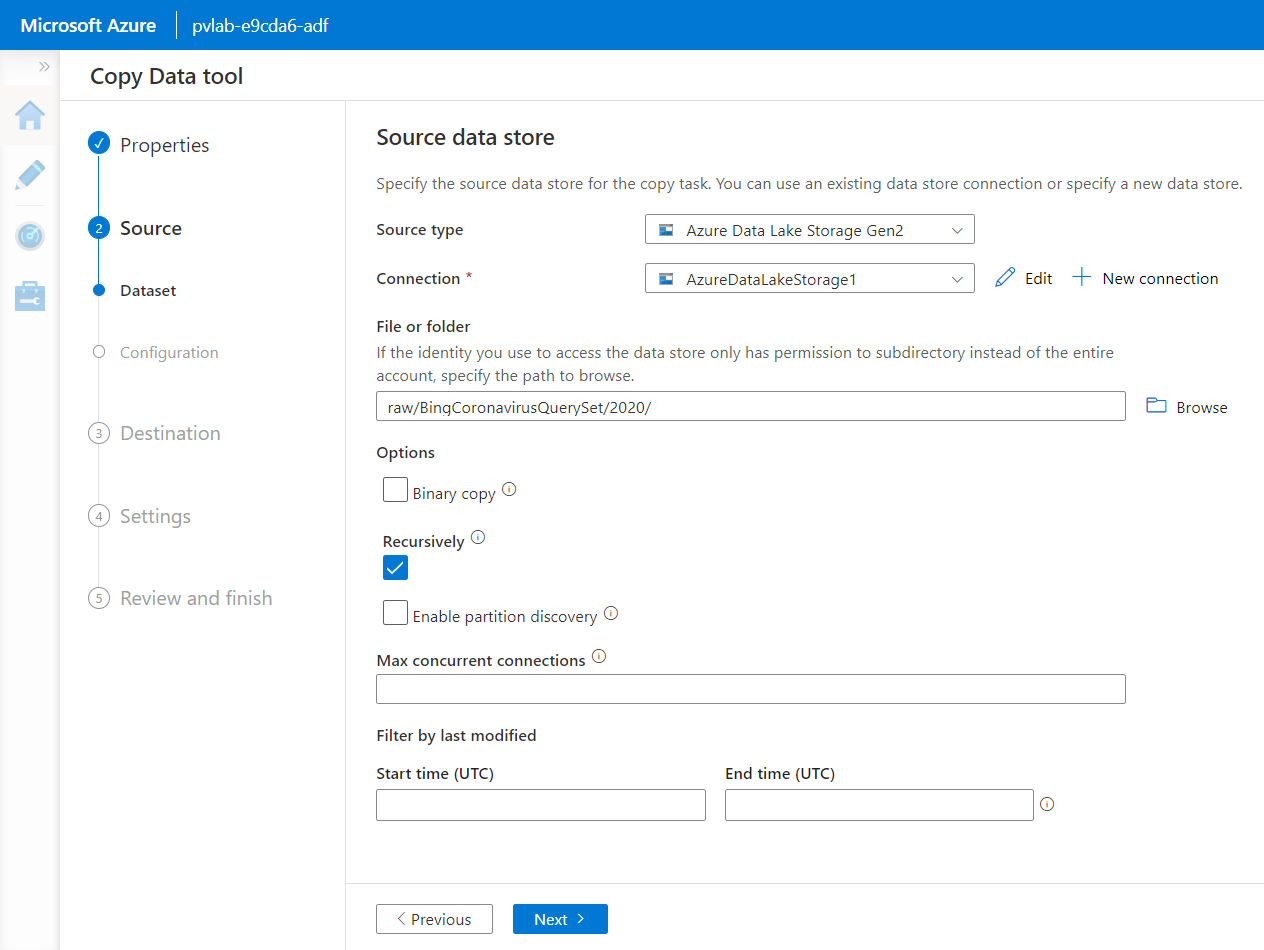 Microsoft Azure pvlab-e9cda6-adf
Copy Data tool
Properties
2 Source
Dataset
Configuration
3 Destination
4 Settings
5 Review and finish
Source data store
Specify the source data store for the copy task. You can use an existing data store connection or specify a new data store.
Source type Azure Data Lake Storage Gen2
Connection * AzureDataLakeStorage1 Edit New connection
File or folder
If the identity you use to access the data store only has permission to subdirectory instead of the entire
account, specify the path to browse.
raw/BingCoronavirusQuerySet/2020/ Browse
Options
Binary copy
Recursively
Enable partition discovery
Max concurrent connections
Filter by last modified
Start time (UTC) End time (UTC)
Previous Next